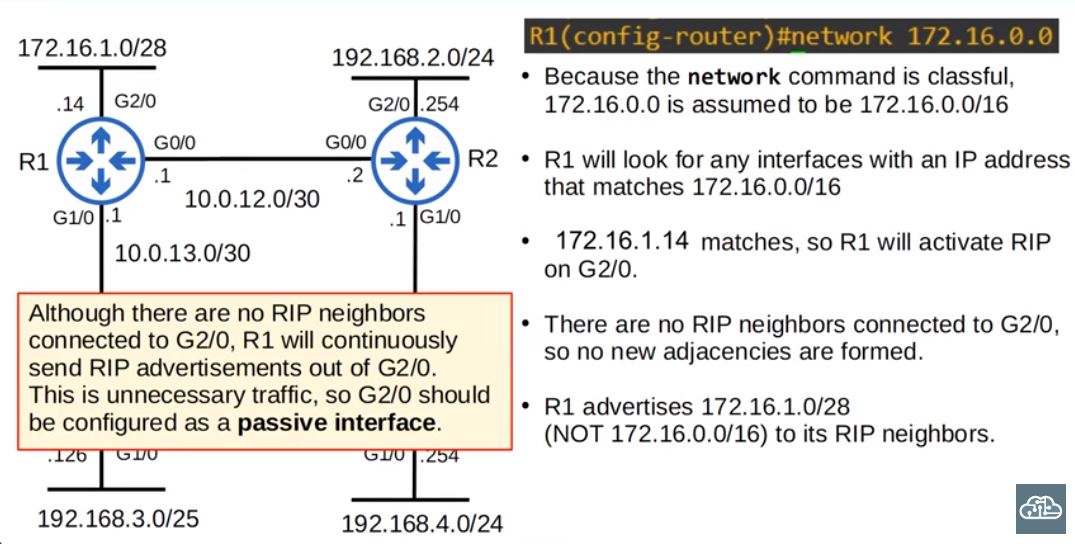 172.16.1.0/28
192.168.2.0/24
.14 G2/0
G2/0 .254
R1
G0/0
G0/0
R2
.1
.2
10.0.12.0/30
G1/0 .1
.1 G1/0
10.0.13.0/30
Although there are no RIP neighbors
connected to G2/0, R1 will continuously
send RIP advertisements out of G2/0.
This is unnecessary traffic, so G2/0 should
be configured as a passive interface.
.126 G1/0
G1/0 .254
192.168.3.0/25
192.168.4.0/24
R1(config-router)#network 172.16.0.0
• Because the network command is classful,
172.16.0.0 is assumed to be 172.16.0.0/16
• R1 will look for any interfaces with an IP address
that matches 172.16.0.0/16
• 172.16.1.14 matches, so R1 will activate RIP
on G2/0.
• There are no RIP neighbors connected to G2/0,
so no new adjacencies are formed.
• R1 advertises 172.16.1.0/28
(NOT 172.16.0.0/16) to its RIP neighbors.